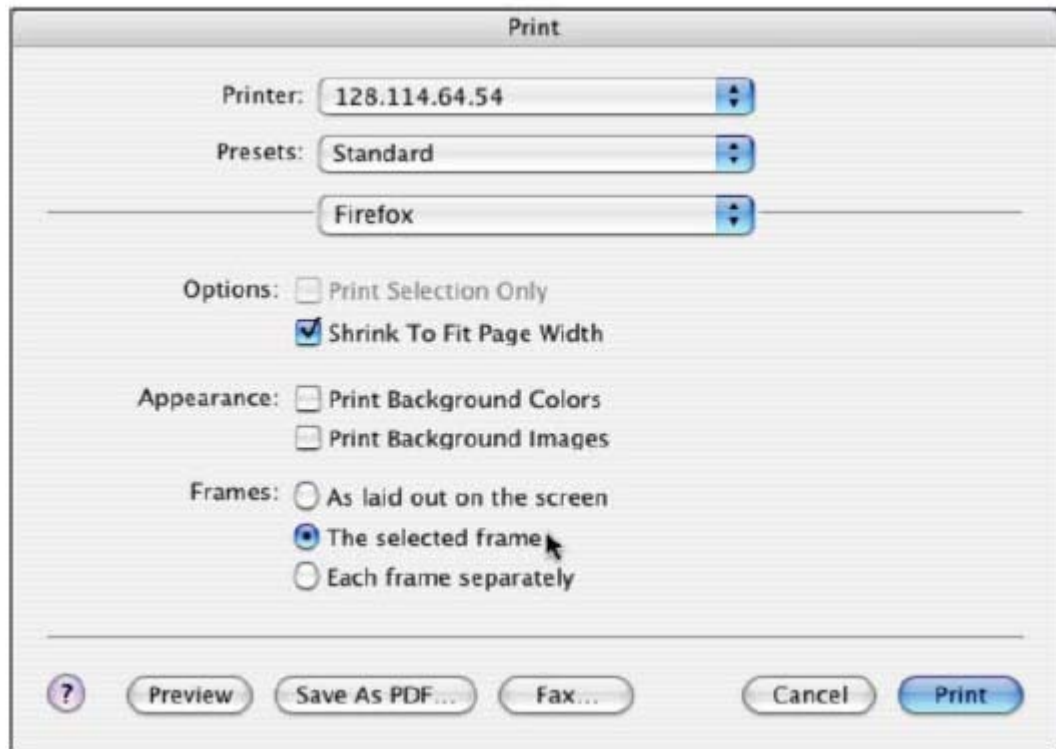 Print
Printer: 128.114.64.54
Presets: Standard
Firefox
Options: Print Selection Only
Shrink To Fit Page Width
Appearance: Print Background Colors
Print Background Images
Frames: As laid out on the screen
The selected frame
Each frame separately
? Preview Save As PDF... Fax... Cancel Print